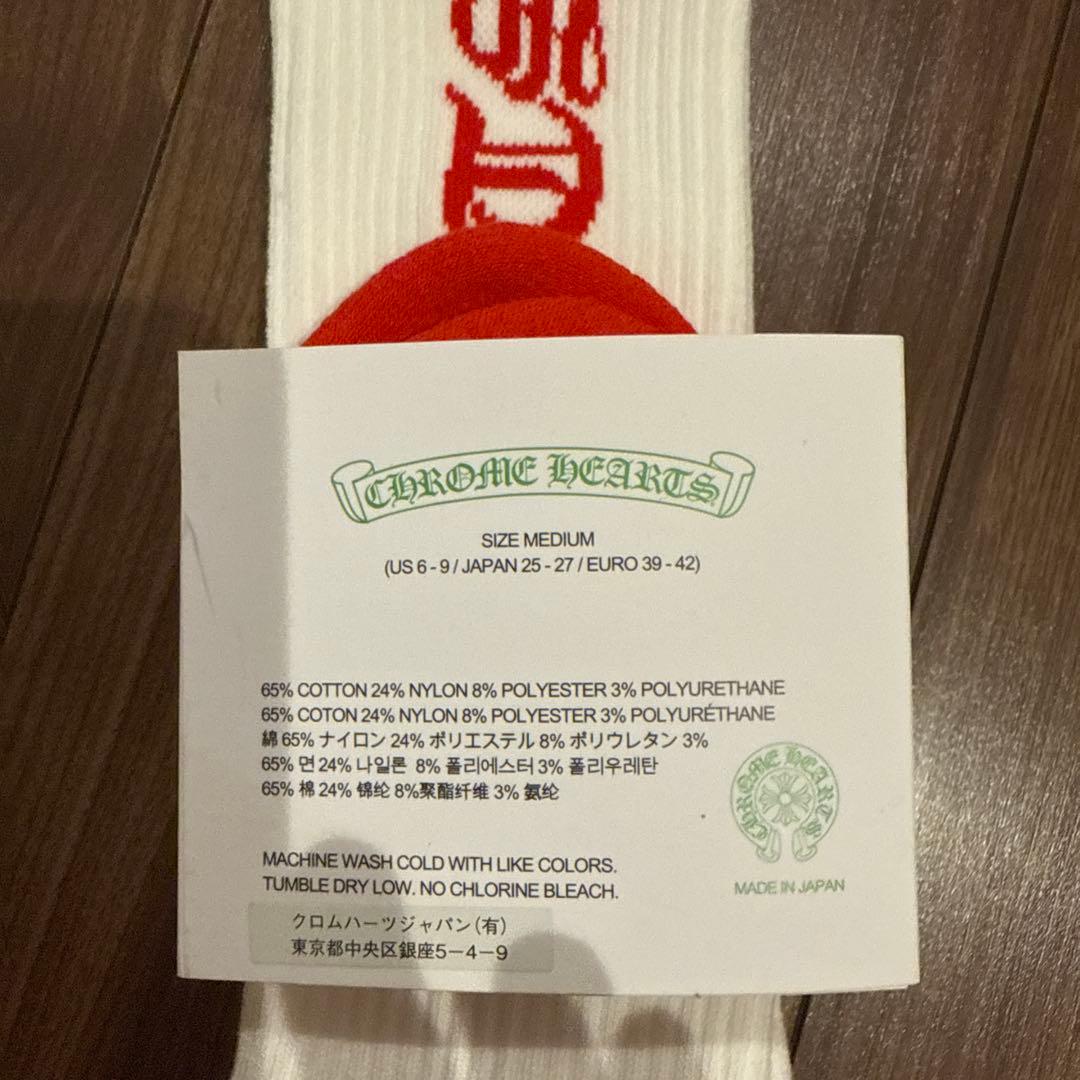 CHROME HEARTS
SIZE MEDIUM
(US 6 - 9 / JAPAN 25 - 27 / EURO 39 - 42)
65% COTTON 24% NYLON 8% POLYESTER 3% POLYURETHANE
65% COTON 24% NYLON 8% POLYESTER 3% POLYURÉTHANE
綿 65% ナイロン 24% ポリエステル 8% ポリウレタン 3%
65% 면 24% 나일론 8% 폴리에스터 3% 폴리우레탄
65% 棉 24% 锦纶 8%聚酯纤维 3% 氨纶
CHROME HEARTS
MADE IN JAPAN
MACHINE WASH COLD WITH LIKE COLORS.
TUMBLE DRY LOW. NO CHLORINE BLEACH.
クロムハーツジャパン(有)
東京都中央区銀座5－4－9